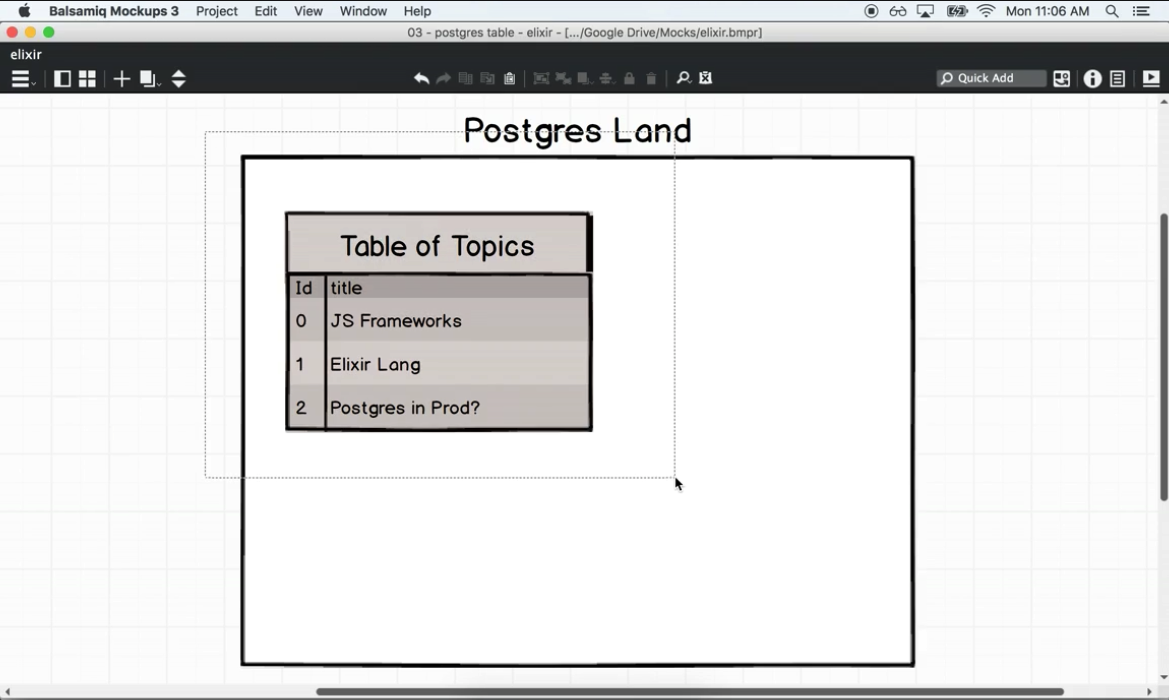 Balsamiq Mockups 3 Project Edit View Window Help Mon 11:06 AM
03 - postgres table - elixir - [.../Google Drive/Mocks/elixir.bmpr]
elixir
Quick Add
Postgres Land
Table of Topics
Id title
0 JS Frameworks
1 Elixir Lang
2 Postgres in Prod?